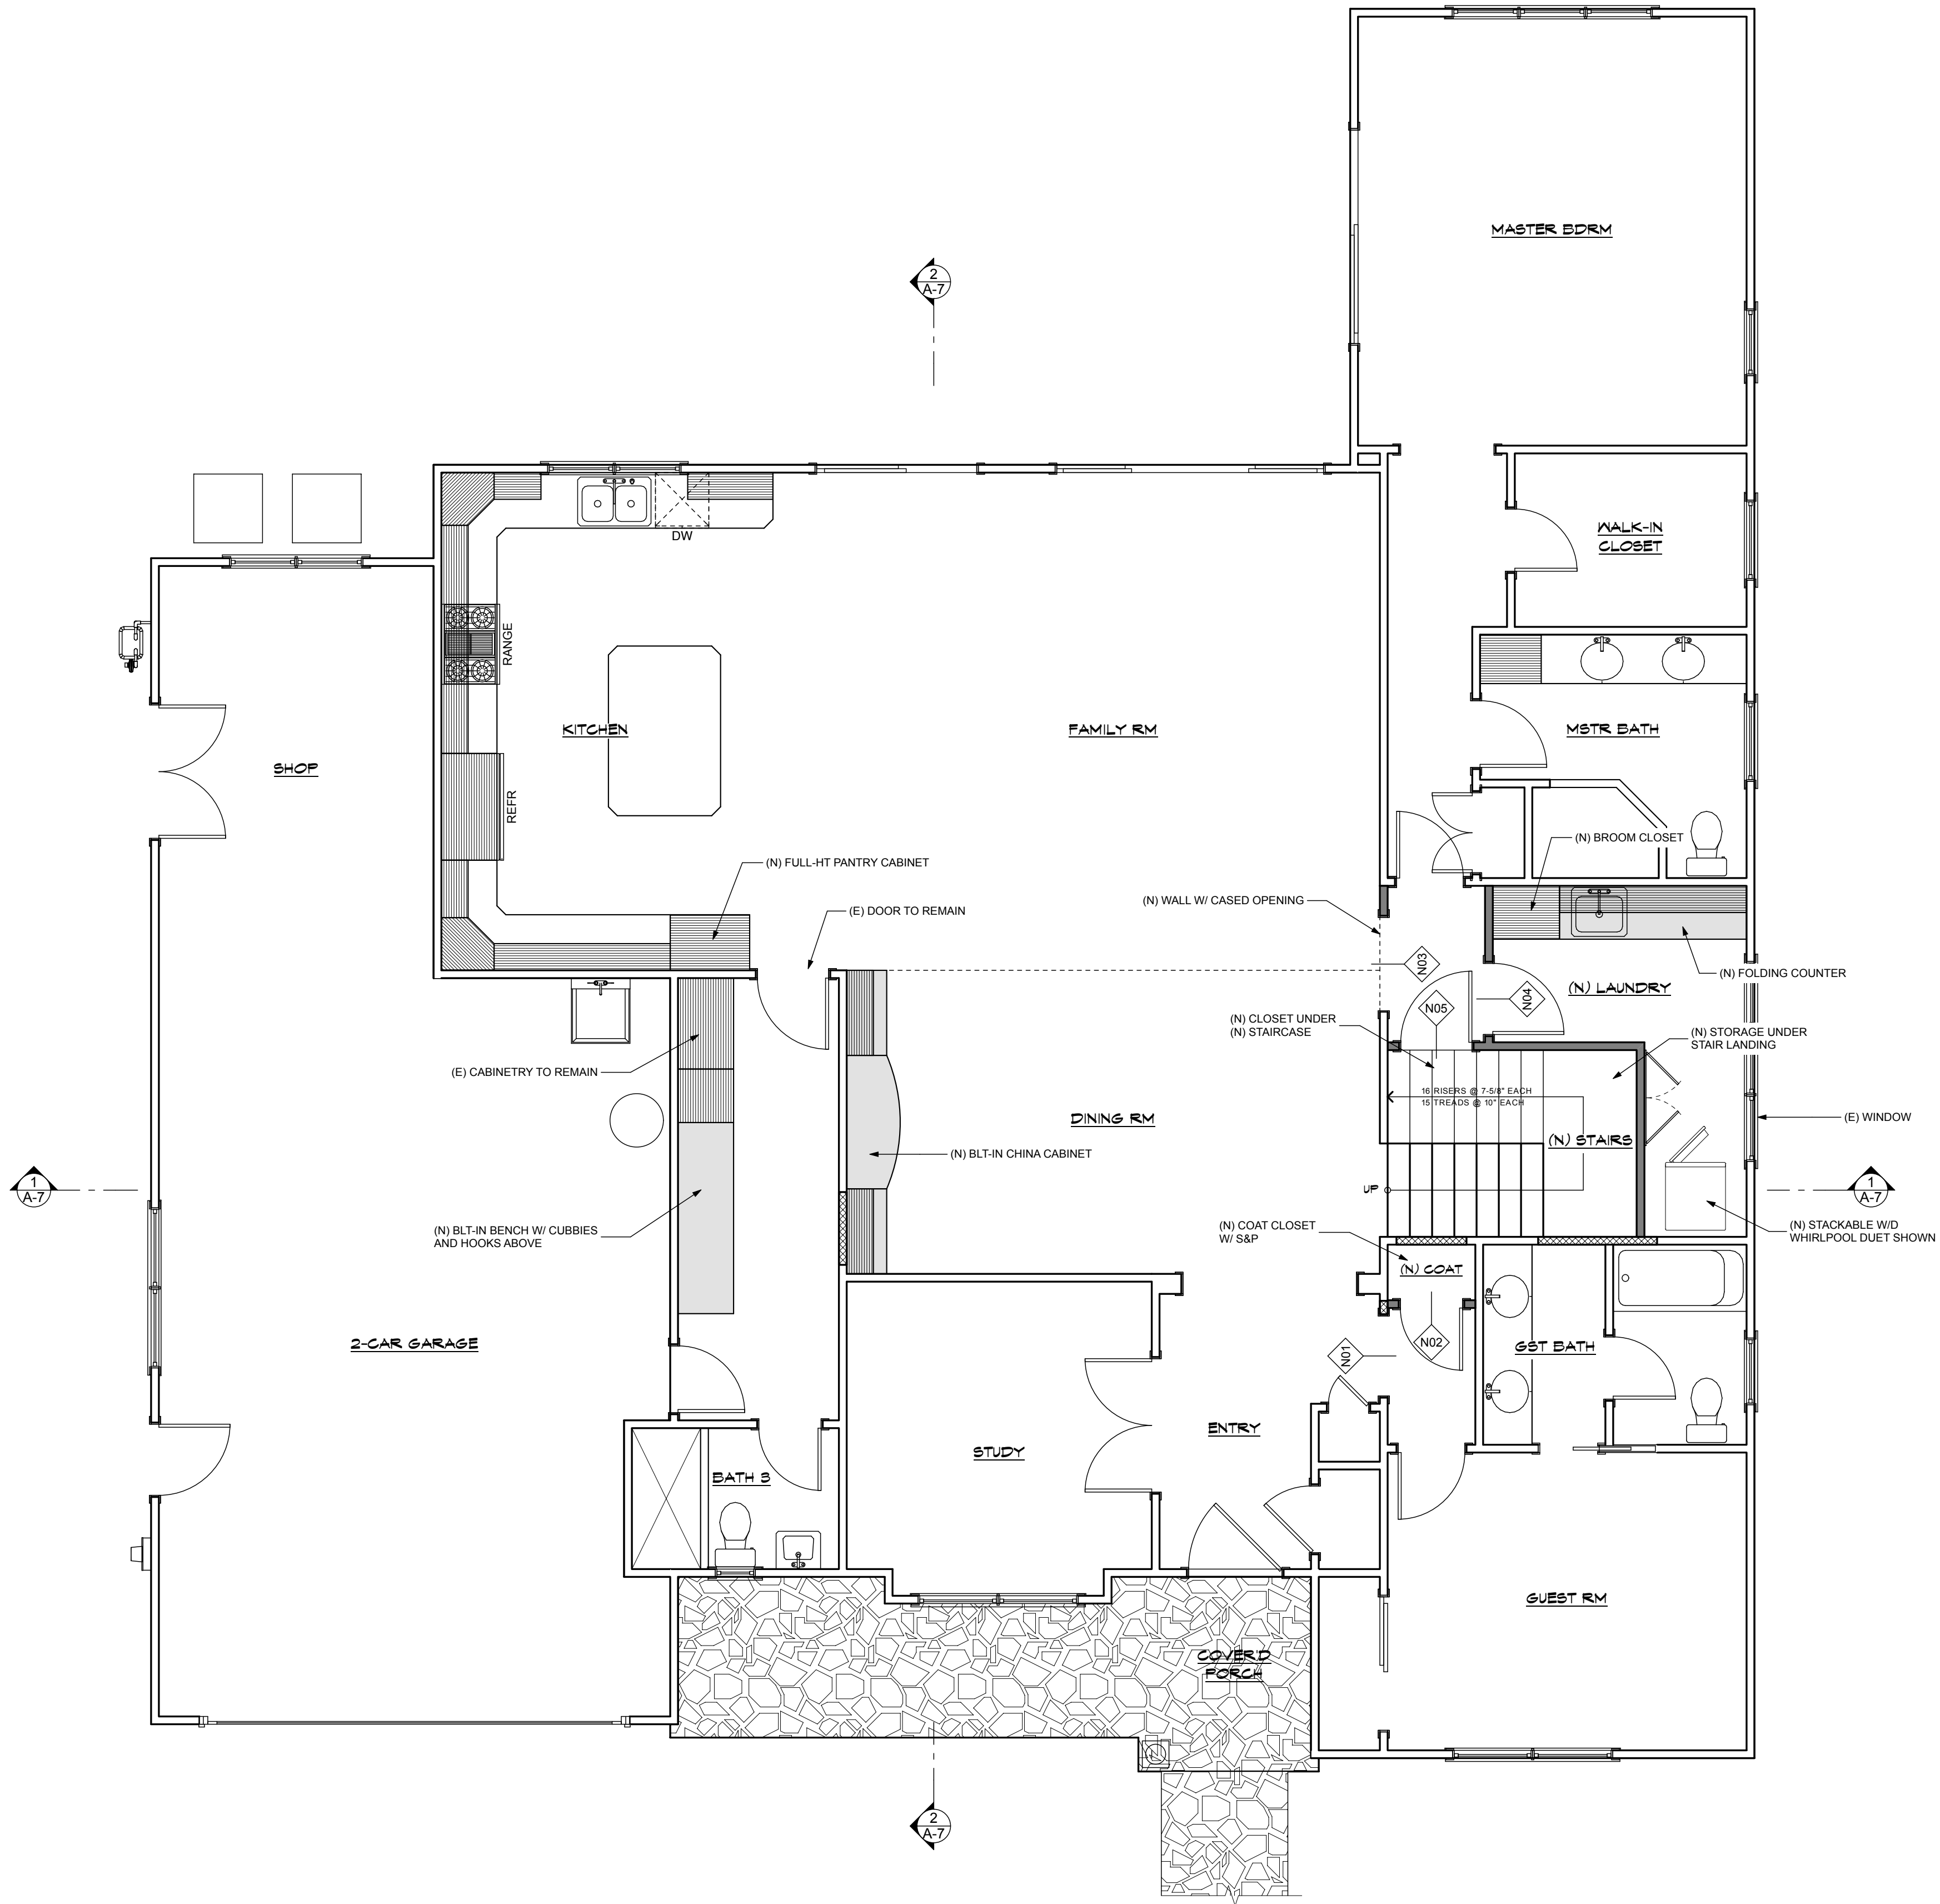 MASTER BDRM
2
A-7
WALK-IN
CLOSET
DW
RANGE
KITCHEN
FAMILY RM
MSTR BATH
SHOP
REFR
(N) BROOM CLOSET
(N) FULL-HT PANTRY CABINET
(E) DOOR TO REMAIN
(N) WALL W/ CASED OPENING
N03
(N) FOLDING COUNTER
(N) LAUNDRY
N04
N05
(N) CLOSET UNDER
(N) STAIRCASE
(N) STORAGE UNDER
STAIR LANDING
(E) CABINETRY TO REMAIN
16 RISERS @ 7-5/8" EACH
15 TREADS @ 10" EACH
DINING RM
(E) WINDOW
(N) STAIRS
(N) BLT-IN CHINA CABINET
1
A-7
UP
1
A-7
(N) BLT-IN BENCH W/ CUBBIES
AND HOOKS ABOVE
(N) COAT CLOSET
W/ S&P
(N) STACKABLE W/D
WHIRLPOOL DUET SHOWN
(N) COAT
2-CAR GARAGE
N02
N01
GST BATH
ENTRY
STUDY
BATH 3
GUEST RM
COVER'D
PORCH
2
A-7